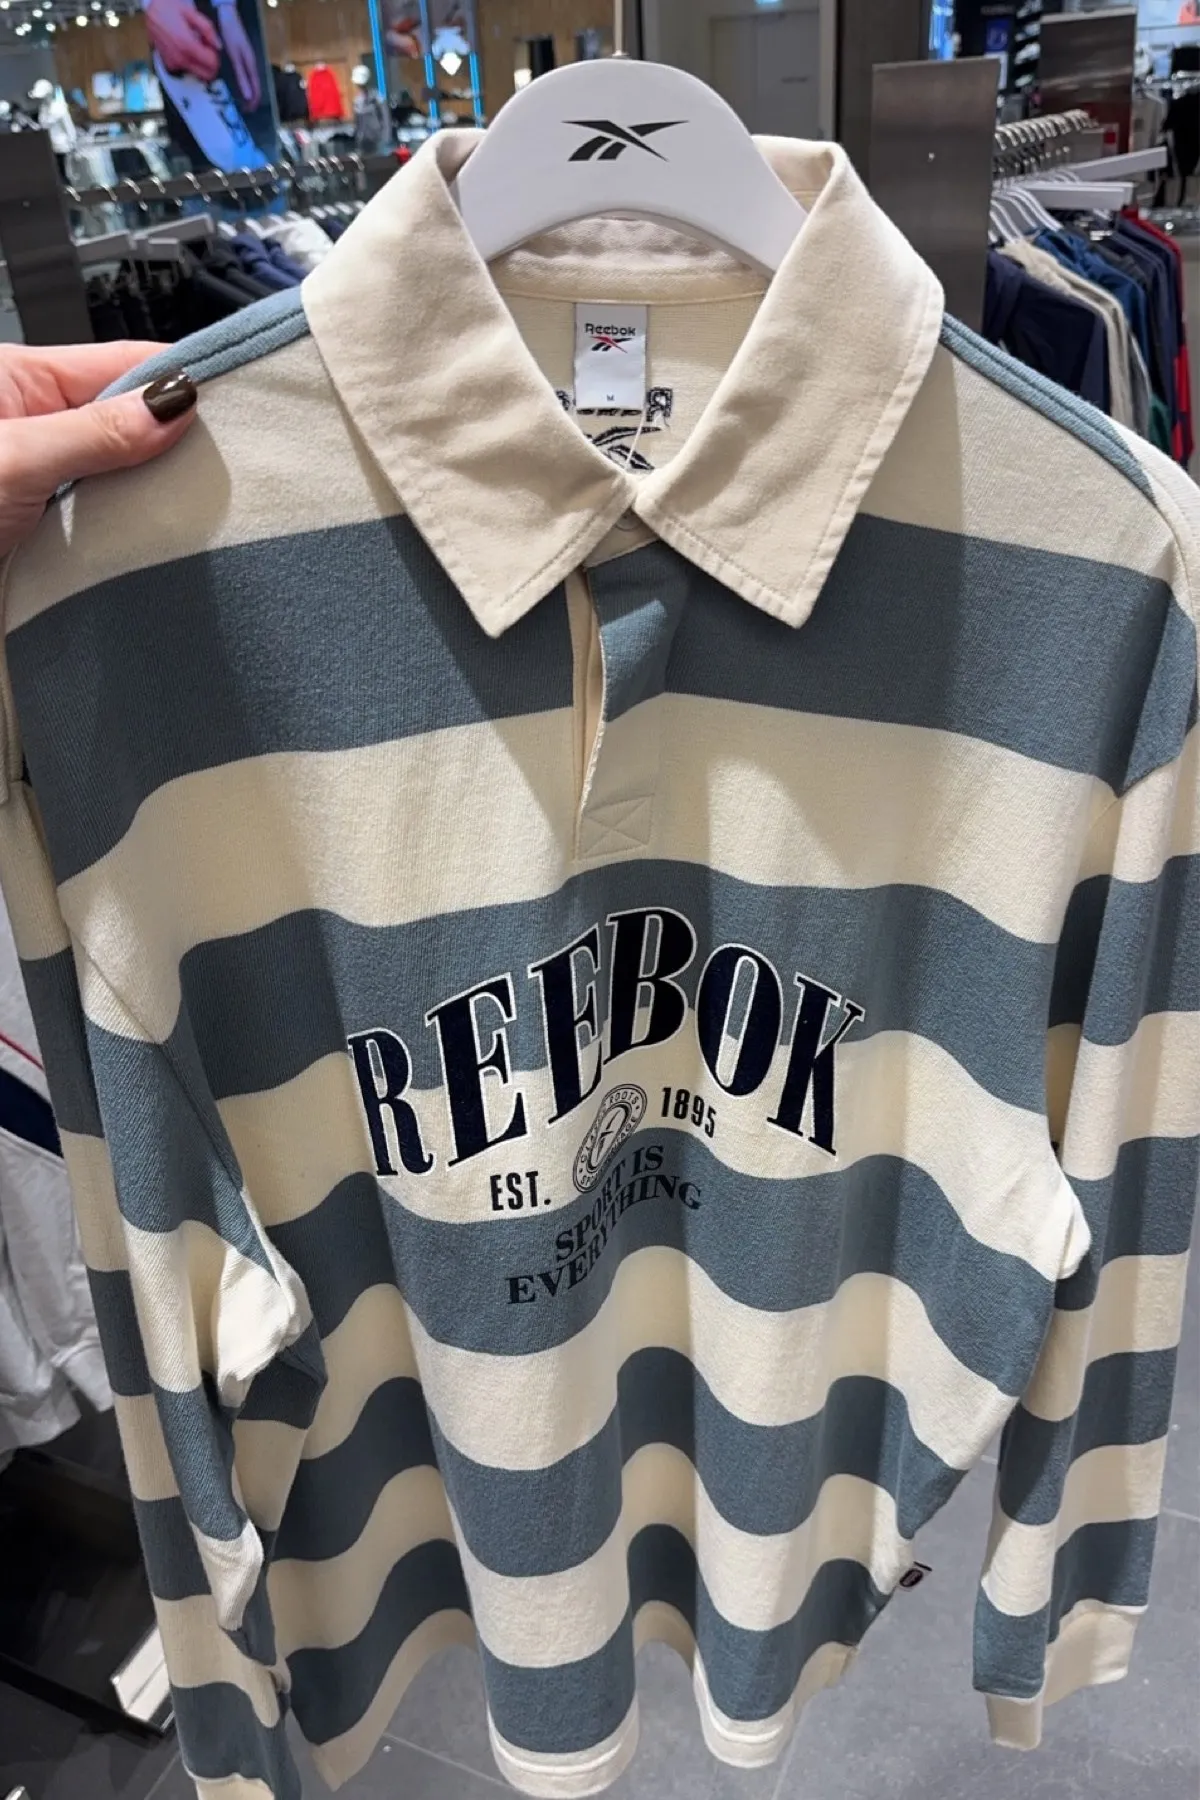 Reebok
M
REEBOK
EST. 1895
SPORT IS
EVERYTHING